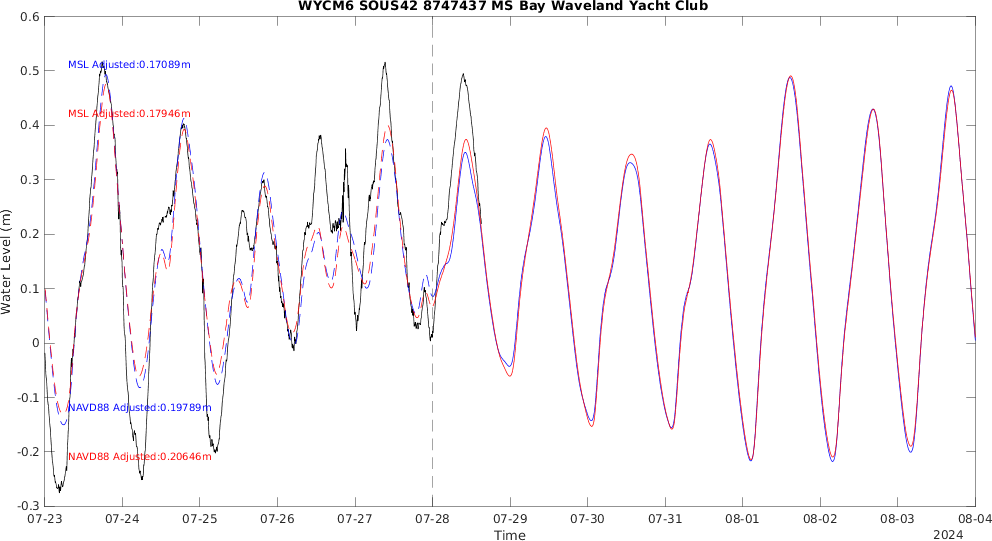 WYCM6 SOUS42 8747437 MS Bay Waveland Yacht Club
0.6
0.5
0.4
0.3
0.2
0.1
0
-0.1
-0.2
-0.3
Water Level (m)
MSL Adjusted:0.17089m
MSL Adjusted:0.17946m
NAVD88 Adjusted:0.19789m
NAVD88 Adjusted:0.20646m
07-23 07-24 07-25 07-26 07-27 07-28 07-29 07-30 07-31 08-01 08-02 08-03 08-04
Time
2024